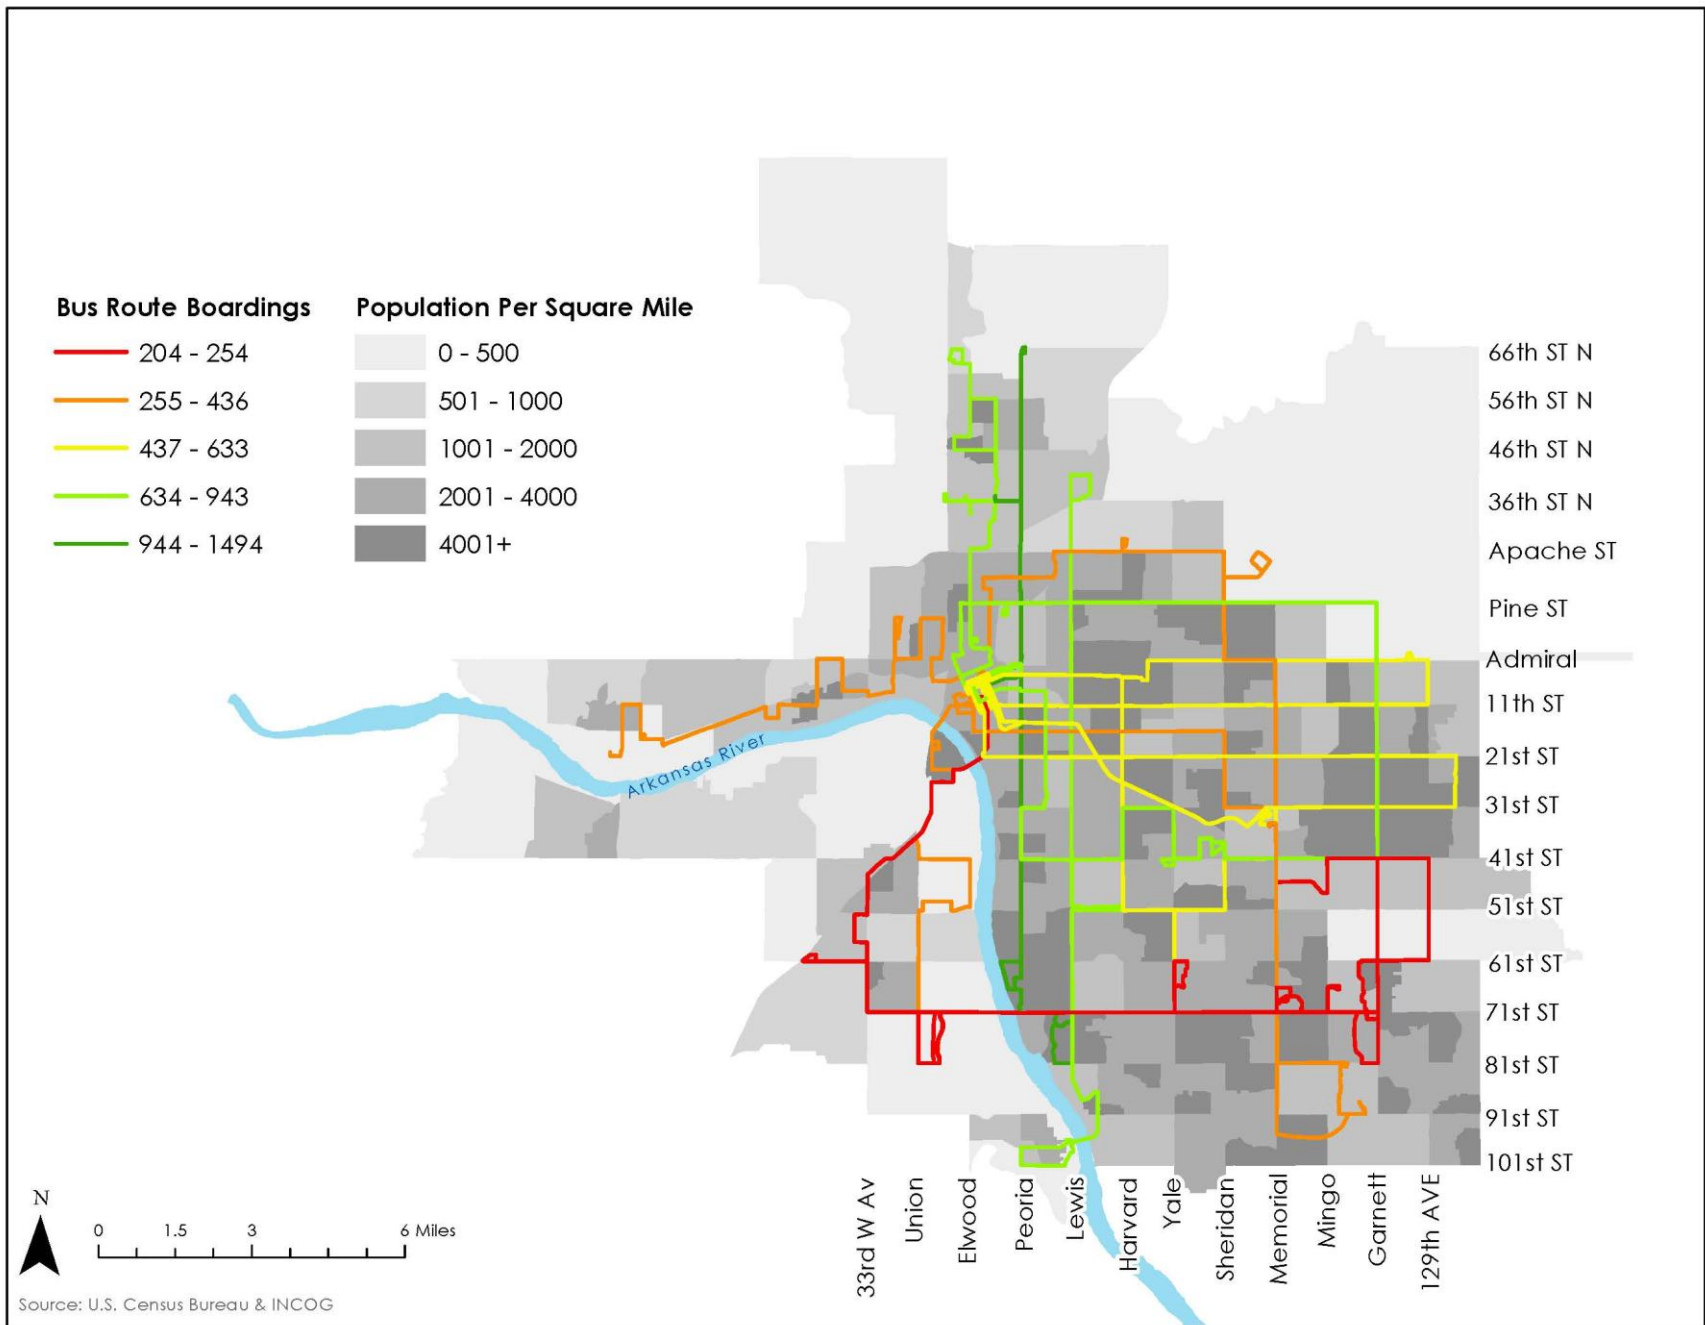 Bus Route Boardings
204 - 254
255 - 436
437 - 633
634 - 943
944 - 1494
Population Per Square Mile
0 - 500
501 - 1000
1001 - 2000
2001 - 4000
4001+
66th ST N
56th ST N
46th ST N
36th ST N
Apache ST
Pine ST
Admiral
11th ST
21st ST
31st ST
41st ST
51st ST
61st ST
71st ST
81st ST
91st ST
101st ST
Arkansas River
33rd W Av
Union
Elwood
Peoria
Lewis
Harvard
Yale
Sheridan
Memorial
Mingo
Garnett
129th AVE
N
0 1.5 3 6 Miles
Source: U.S. Census Bureau & INCOG